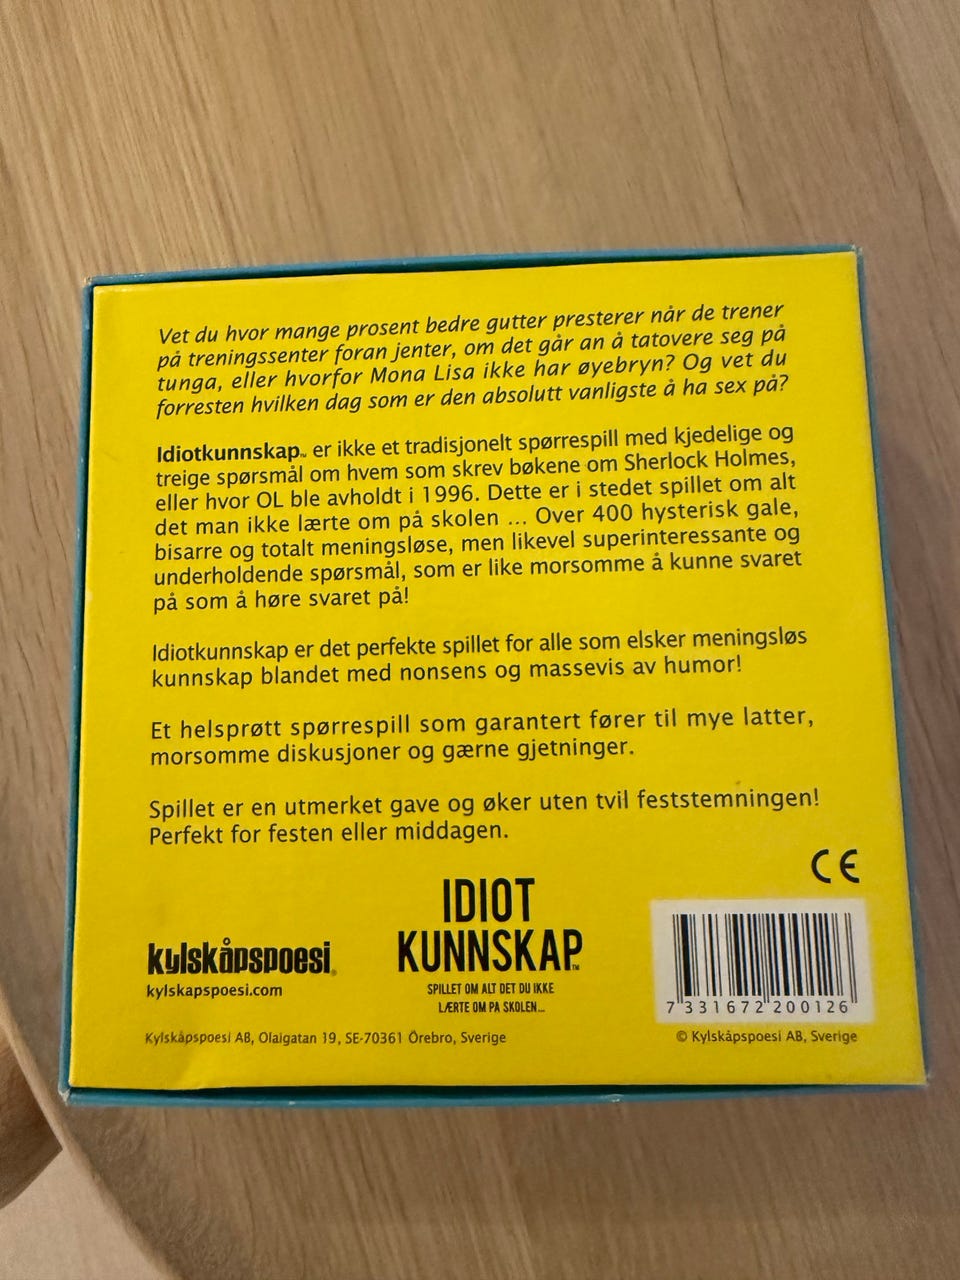 Vet du hvor mange prosent bedre gutter presterer når de trener
på treningssenter foran jenter, om det går an å tatovere seg på
tunga, eller hvorfor Mona Lisa ikke har øyebryn? Og vet du
forresten hvilken dag som er den absolutt vanligste å ha sex på?
Idiotkunnskap™ er ikke et tradisjonelt spørrespill med kjedelige og
treige spørsmål om hvem som skrev bøkene om Sherlock Holmes,
eller hvor OL ble avholdt i 1996. Dette er i stedet spillet om alt
det man ikke lærte om på skolen ... Over 400 hysterisk gale,
bisarre og totalt meningsløse, men likevel superinteressante og
underholdende spørsmål, som er like morsomme å kunne svaret
på som å høre svaret på!
Idiotkunnskap er det perfekte spillet for alle som elsker meningsløs
kunnskap blandet med nonsens og massevis av humor!
Et helsprøtt spørrespill som garantert fører til mye latter,
morsomme diskusjoner og gærne gjetninger.
Spillet er en utmerket gave og øker uten tvil feststemningen!
Perfekt for festen eller middagen.
CE
kylskåpspoesi®
kylskapspoesi.com
IDIOT
KUNNSKAP™
SPILLET OM ALT DET DU IKKE
LÆRTE OM PA SKOLEN...
7 331672 200126
Kylskåpspoesi AB, Olaigatan 19, SE-70361 Örebro, Sverige
© Kylskåpspoesi AB, Sverige